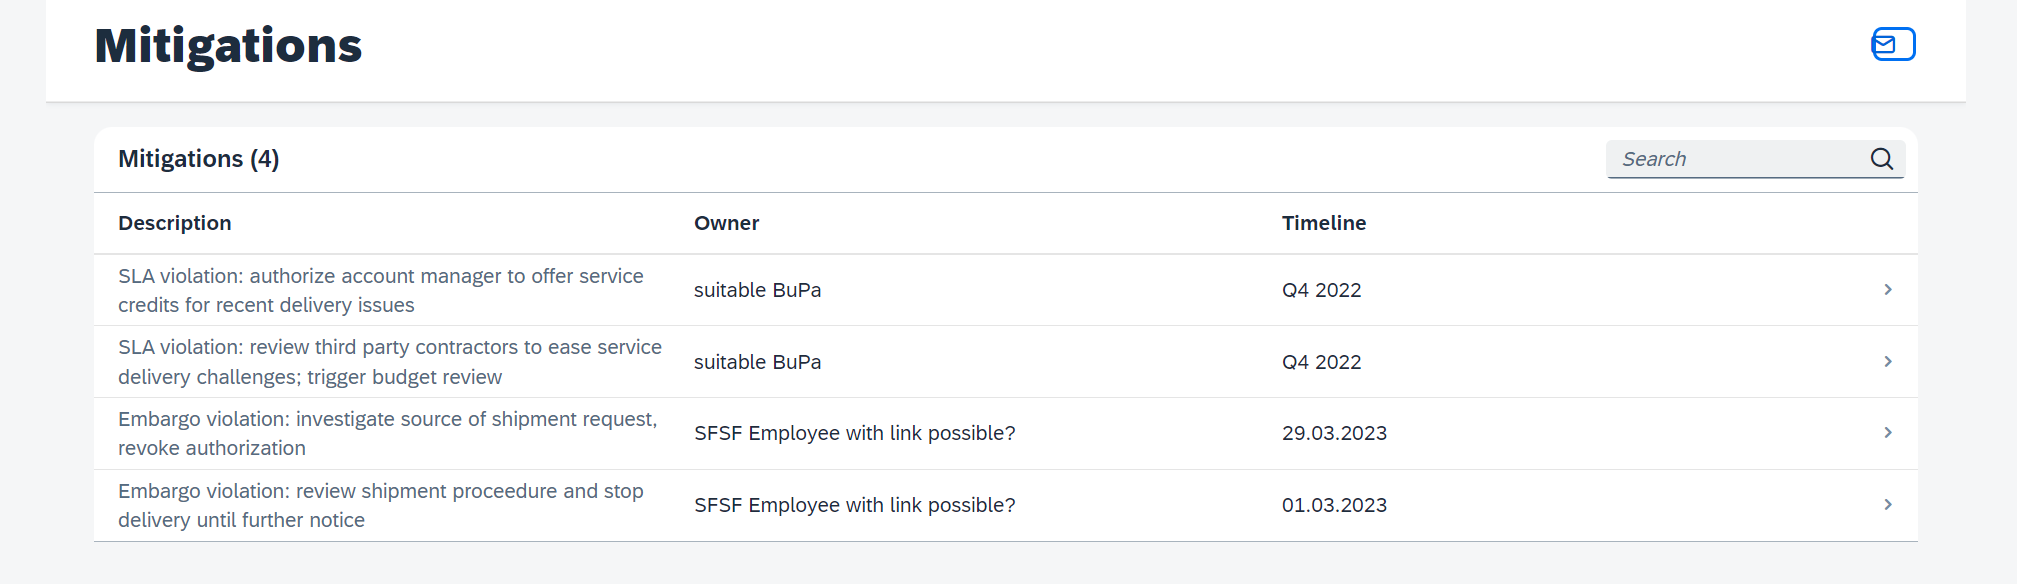 Mitigations
Mitigations (4)
Search
Description Owner Timeline
SLA violation: authorize account manager to offer service
credits for recent delivery issues
suitable BuPa
Q4 2022
SLA violation: review third party contractors to ease service
delivery challenges; trigger budget review
suitable BuPa
Q4 2022
Embargo violation: investigate source of shipment request,
revoke authorization
SFSF Employee with link possible?
29.03.2023
Embargo violation: review shipment proceedure and stop
delivery until further notice
SFSF Employee with link possible?
01.03.2023